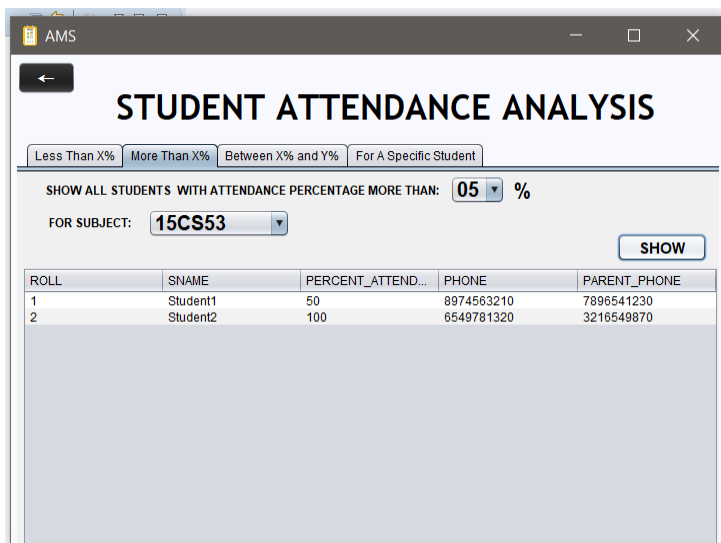 AMS
←
STUDENT ATTENDANCE ANALYSIS
Less Than X% More Than X% Between X% and Y% For A Specific Student
SHOW ALL STUDENTS WITH ATTENDANCE PERCENTAGE MORE THAN: 05 %
FOR SUBJECT: 15CS53
SHOW
ROLL SNAME PERCENT_ATTEND... PHONE PARENT_PHONE
1 Student1 50 8974563210 7896541230
2 Student2 100 6549781320 3216549870